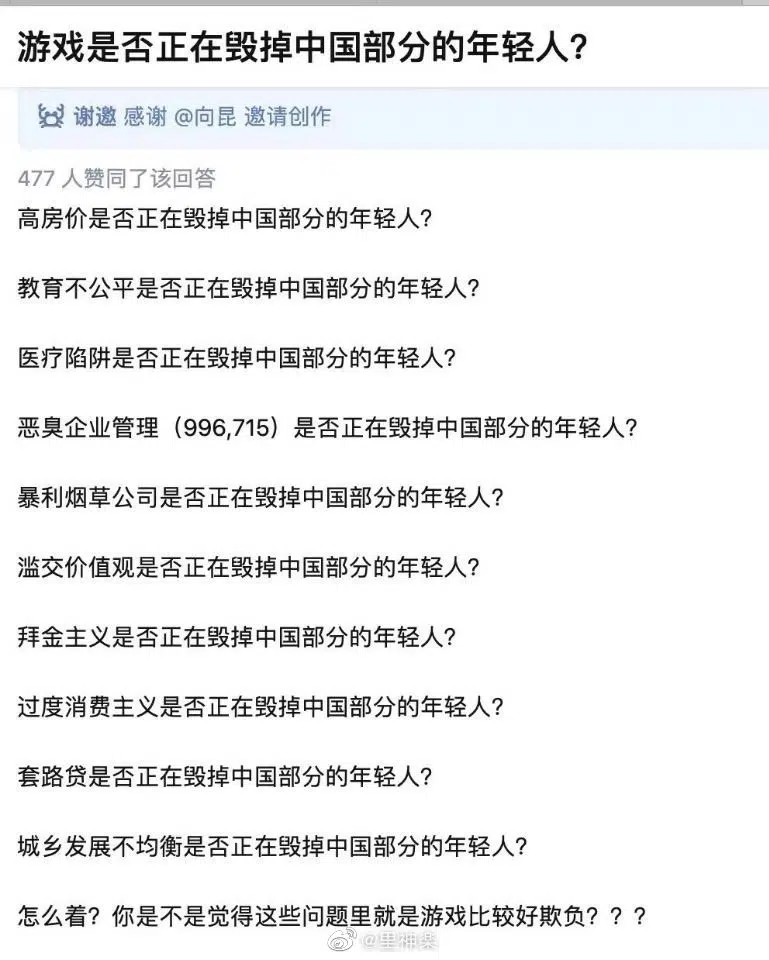 游戏是否正在毁掉中国部分的年轻人?
谢邀 感谢 @向昆 邀请创作
477 人赞同了该回答
高房价是否正在毁掉中国部分的年轻人?
教育不公平是否正在毁掉中国部分的年轻人?
医疗陷阱是否正在毁掉中国部分的年轻人?
恶臭企业管理（996,715）是否正在毁掉中国部分的年轻人?
暴利烟草公司是否正在毁掉中国部分的年轻人?
滥交价值观是否正在毁掉中国部分的年轻人?
拜金主义是否正在毁掉中国部分的年轻人?
过度消费主义是否正在毁掉中国部分的年轻人?
套路贷是否正在毁掉中国部分的年轻人?
城乡发展不均衡是否正在毁掉中国部分的年轻人?
怎么着? 你是不是觉得这些问题里就是游戏比较好欺负? ? ?